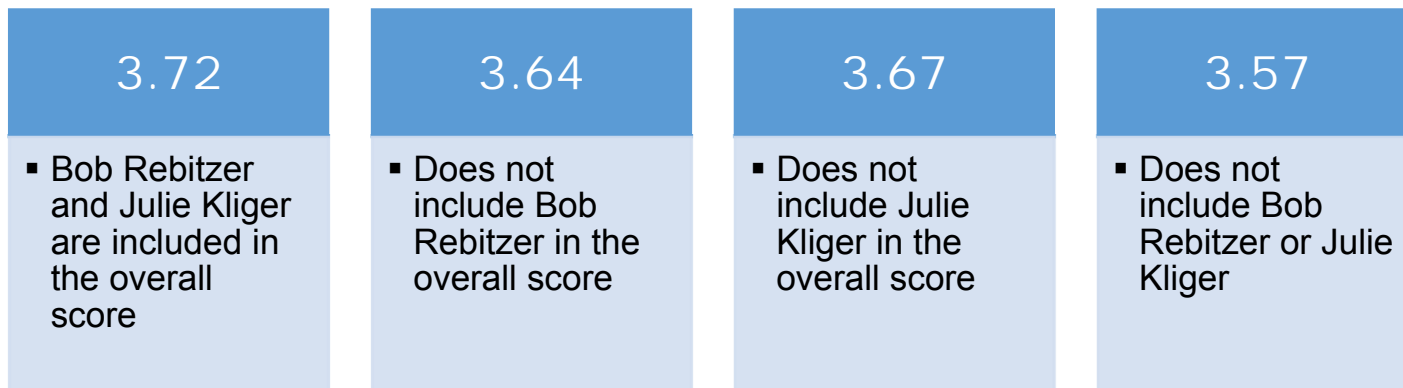 3.72
▪ Bob Rebitzer
and Julie Kliger
are included in
the overall
score
3.64
▪ Does not
include Bob
Rebitzer in the
overall score
3.67
▪ Does not
include Julie
Kliger in the
overall score
3.57
▪ Does not
include Bob
Rebitzer or Julie
Kliger